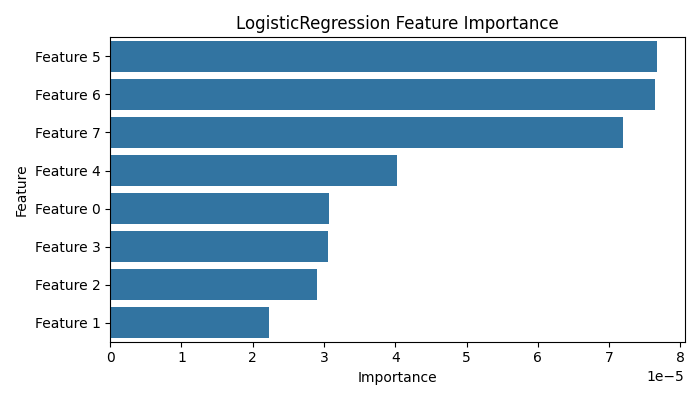 LogisticRegression Feature Importance
Feature 5
Feature 6
Feature 7
Feature 4
Feature 0
Feature 3
Feature 2
Feature 1
Feature
0 1 2 3 4 5 6 7 8
1e−5
Importance